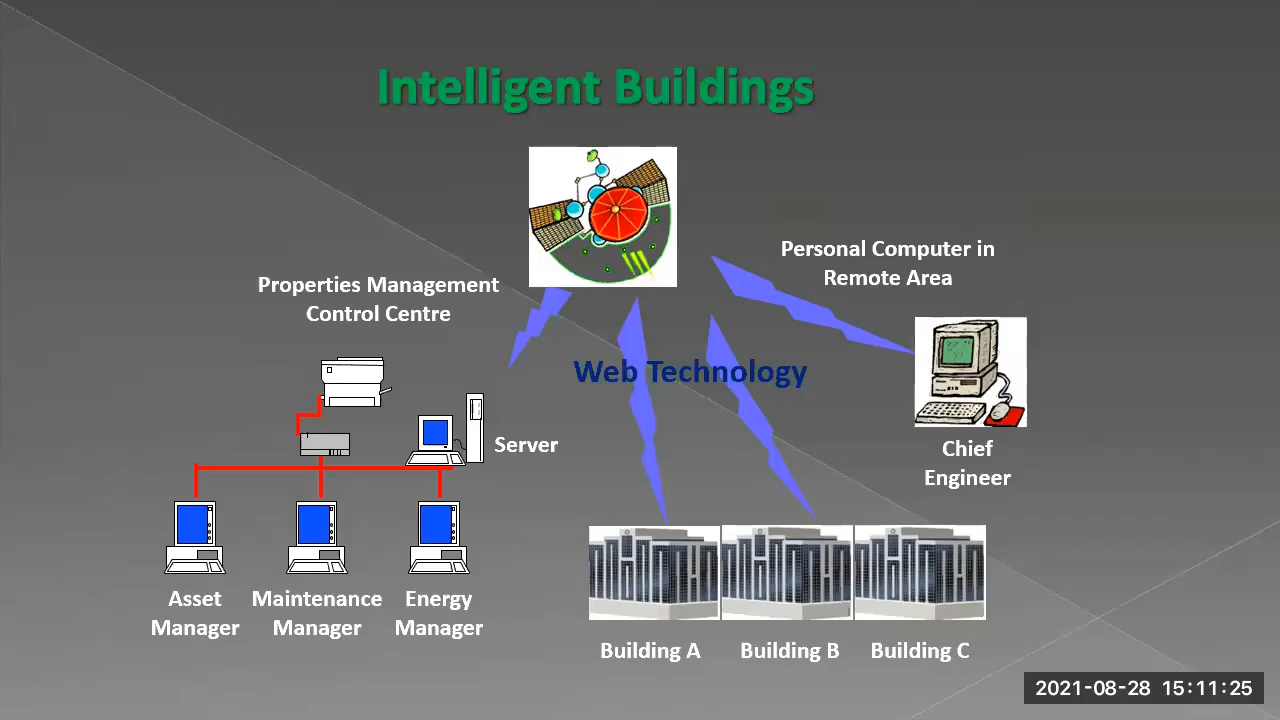 Intelligent Buildings
Personal Computer in
Remote Area
Properties Management
Control Centre
Web Technology
Server
Chief
Engineer
Asset
Manager
Maintenance
Manager
Energy
Manager
Building A
Building B
Building C
2021-08-28 15:11:25